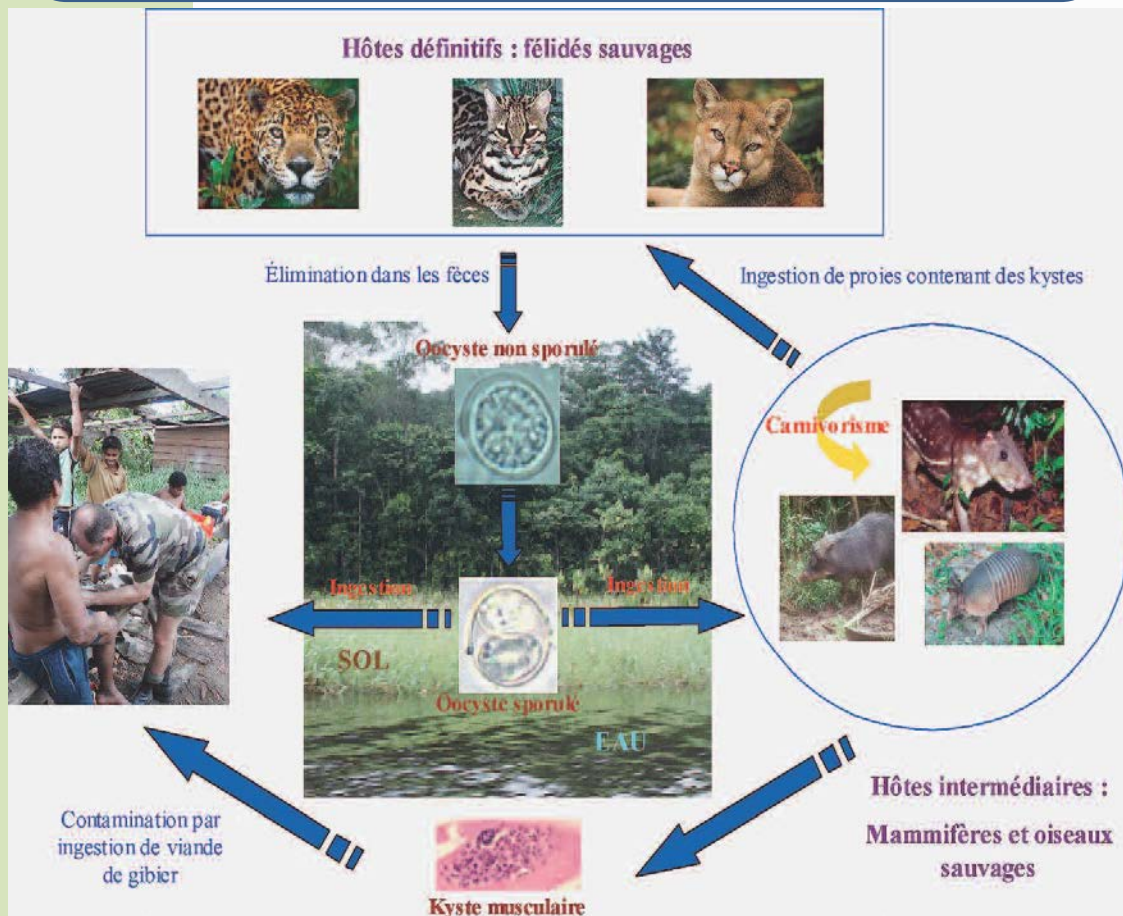 Hôtes définitifs : félidés sauvages
Élimination dans les fèces
Ingestion de proies contenant des kystes
Oocyste non sporulé
Carnivorisme
Ingestion
Ingestion
SOL
Oocyste sporulé
EAU
Hôtes intermédiaires :
Mammifères et oiseaux
sauvages
Contamination par
ingestion de viande
de gibier
Kyste musculaire